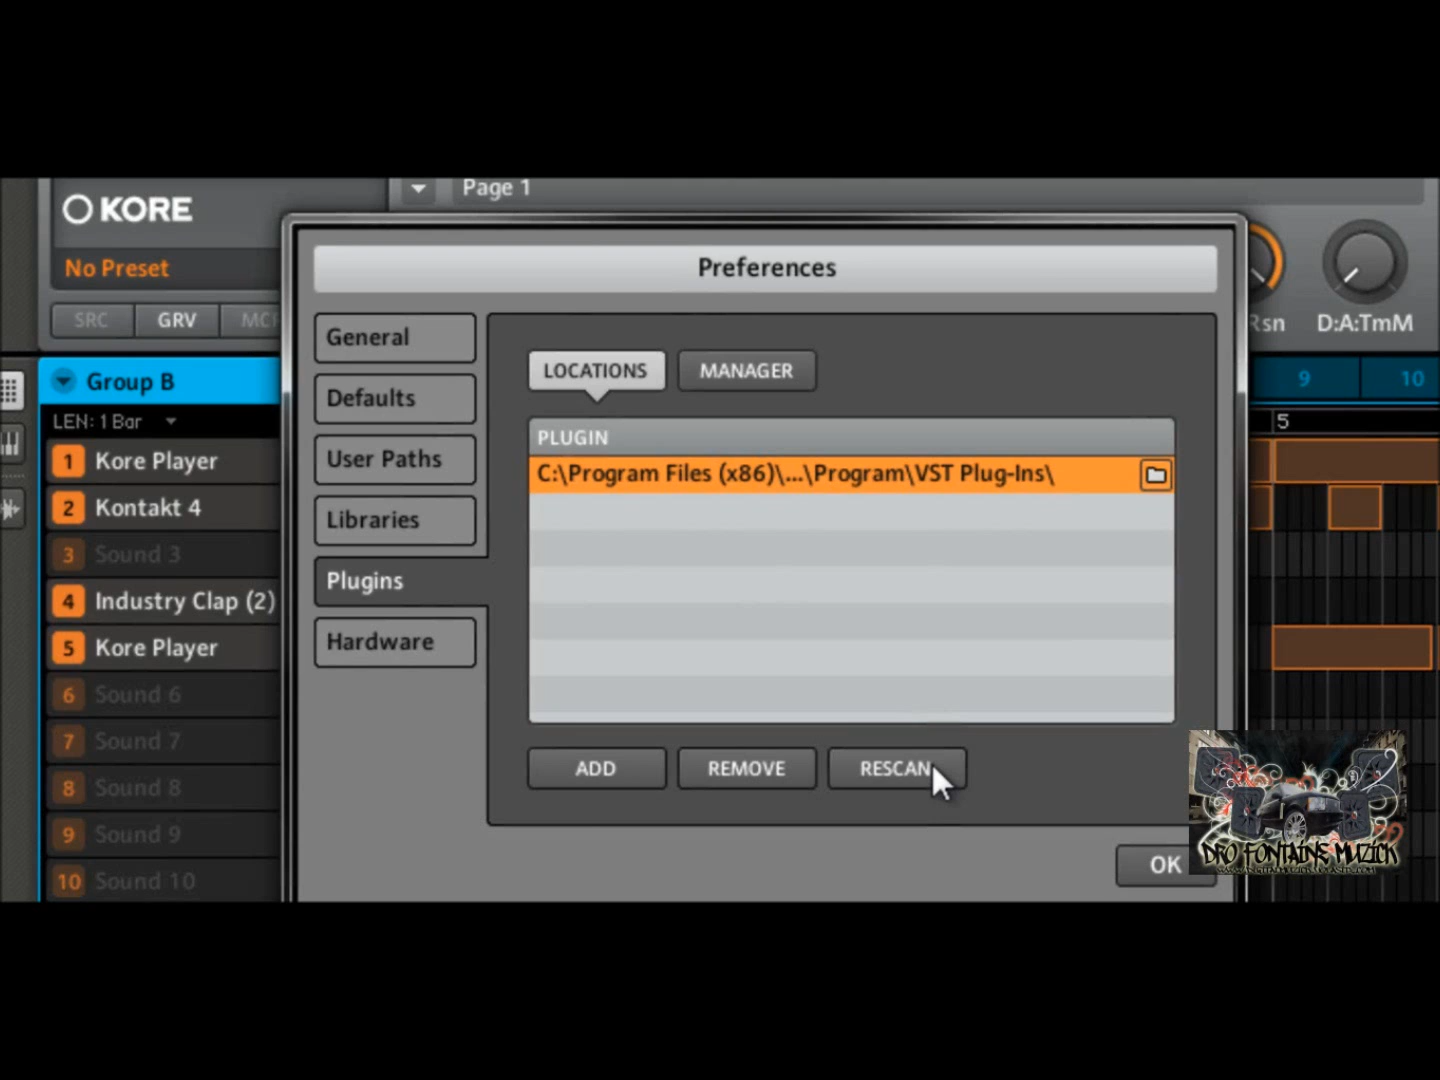 Page 1
KORE
No Preset
SRC GRV
Preferences
Rsn D:A:TmM
General
Defaults
User Paths
Libraries
Plugins
Hardware
LOCATIONS MANAGER
PLUGIN
C:\Program Files (x86)\...\Program\VST Plug-Ins\
ADD REMOVE RESCAN
OK
Group B
LEN: 1 Bar
1 Kore Player
2 Kontakt 4
3 Sound 3
4 Industry Clap (2)
5 Kore Player
6 Sound 6
7 Sound 7
8 Sound 8
9 Sound 9
10 Sound 10
9 10
5
DRO FONTAINE MUZICK